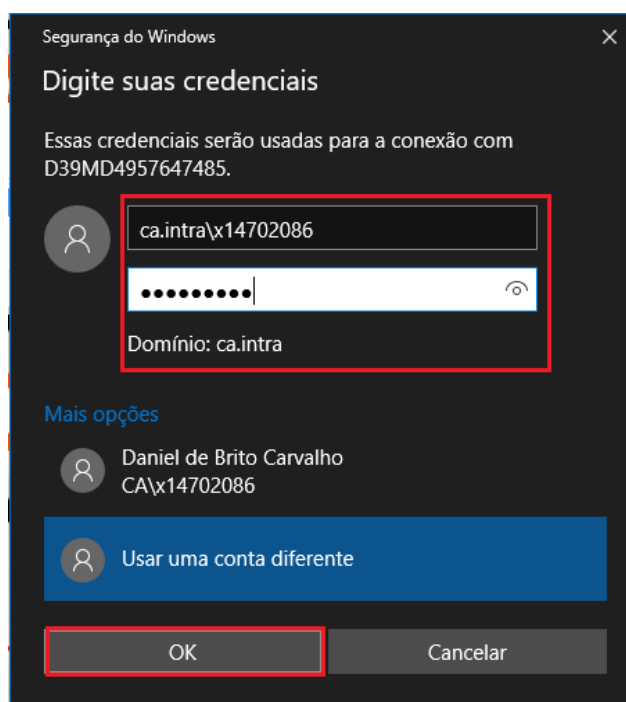 Segurança do Windows
Digite suas credenciais
Essas credenciais serão usadas para a conexão com
D39MD4957647485.
ca.intra\x14702086
●●●●●●●●●
Domínio: ca.intra
Mais opções
Daniel de Brito Carvalho
CA\x14702086
Usar uma conta diferente
OK
Cancelar